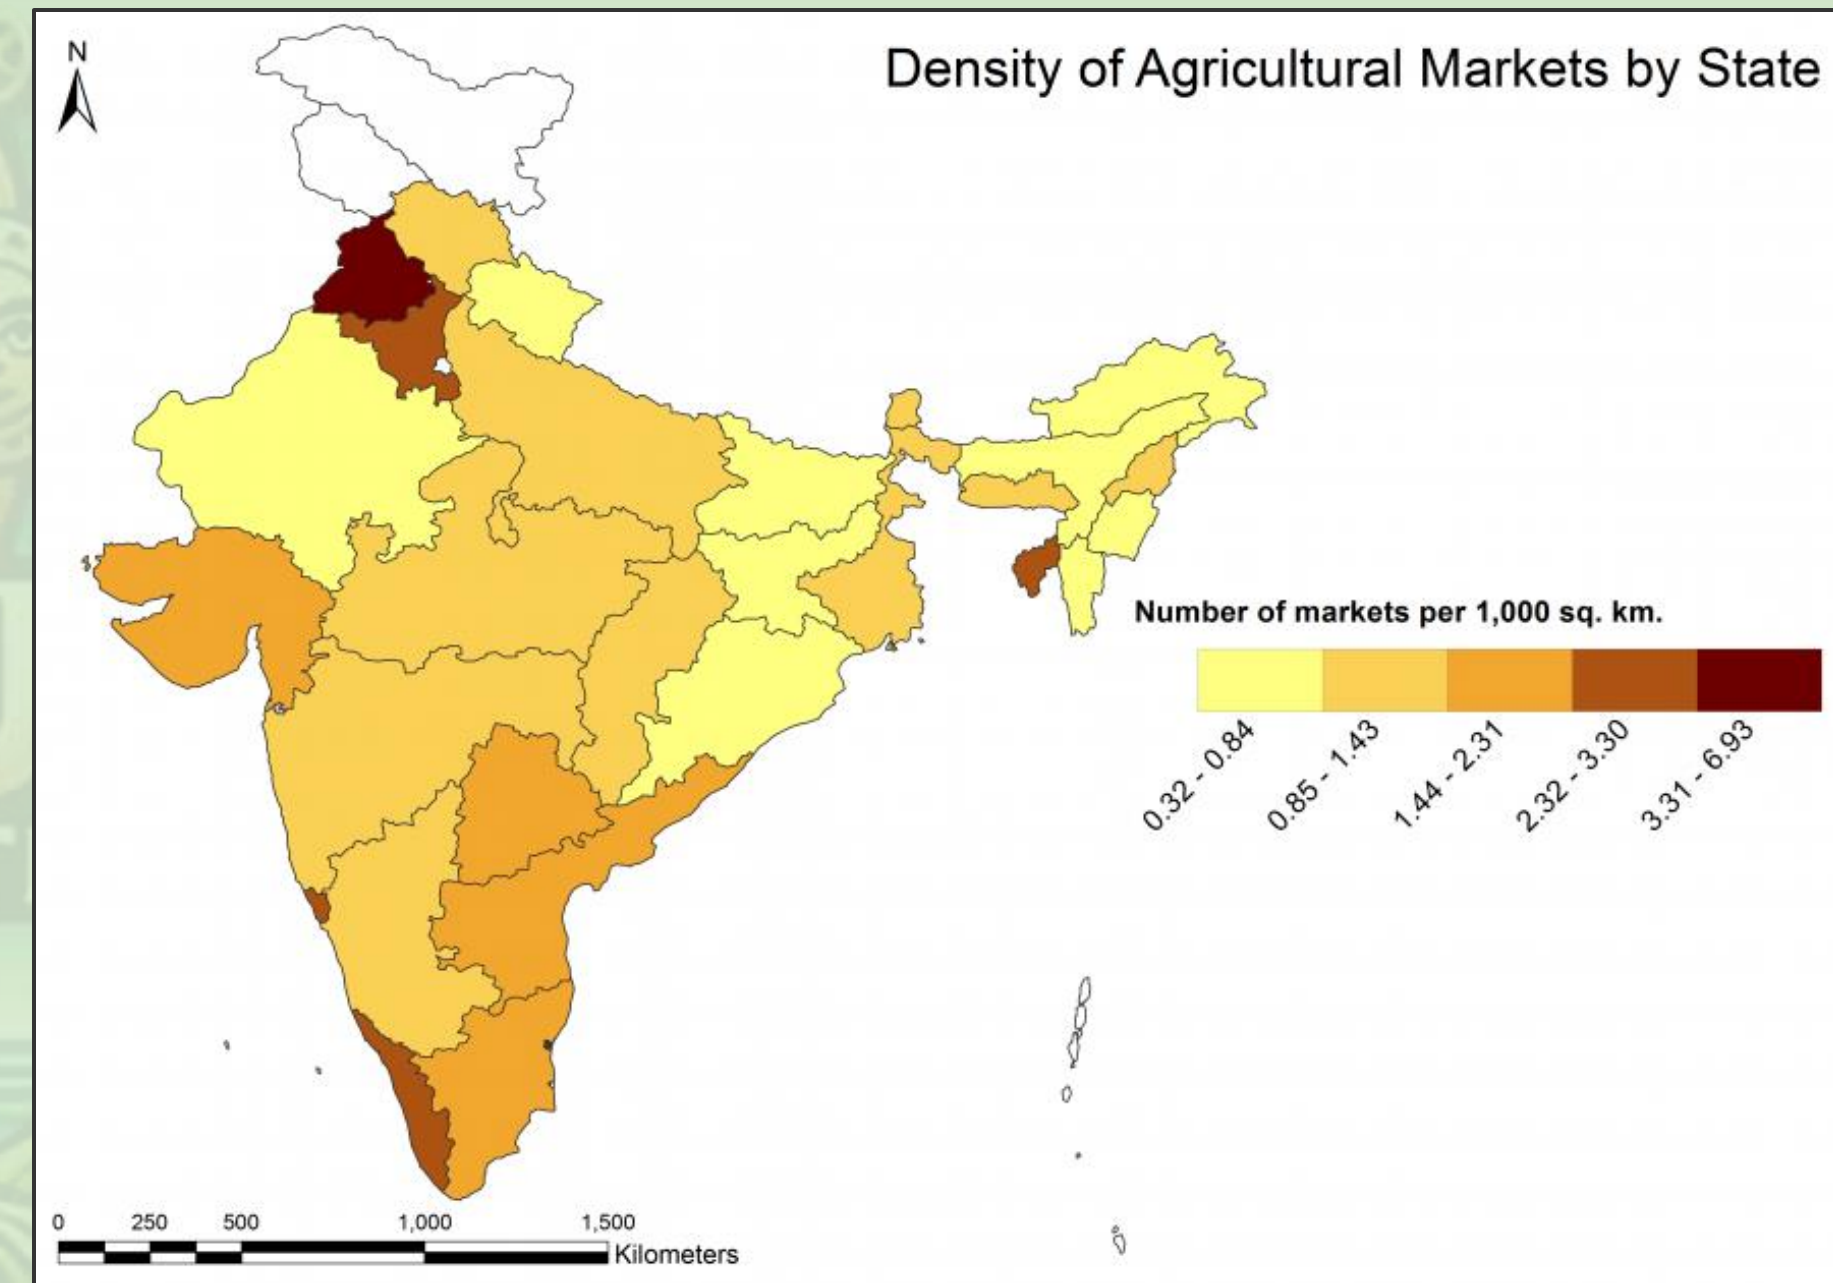 N
Density of Agricultural Markets by State
Number of markets per 1,000 sq. km.
0.32 - 0.84
0.85 - 1.43
1.44 - 2.31
2.32 - 3.30
3.31 - 6.93
0 250 500 1,000 1,500
Kilometers